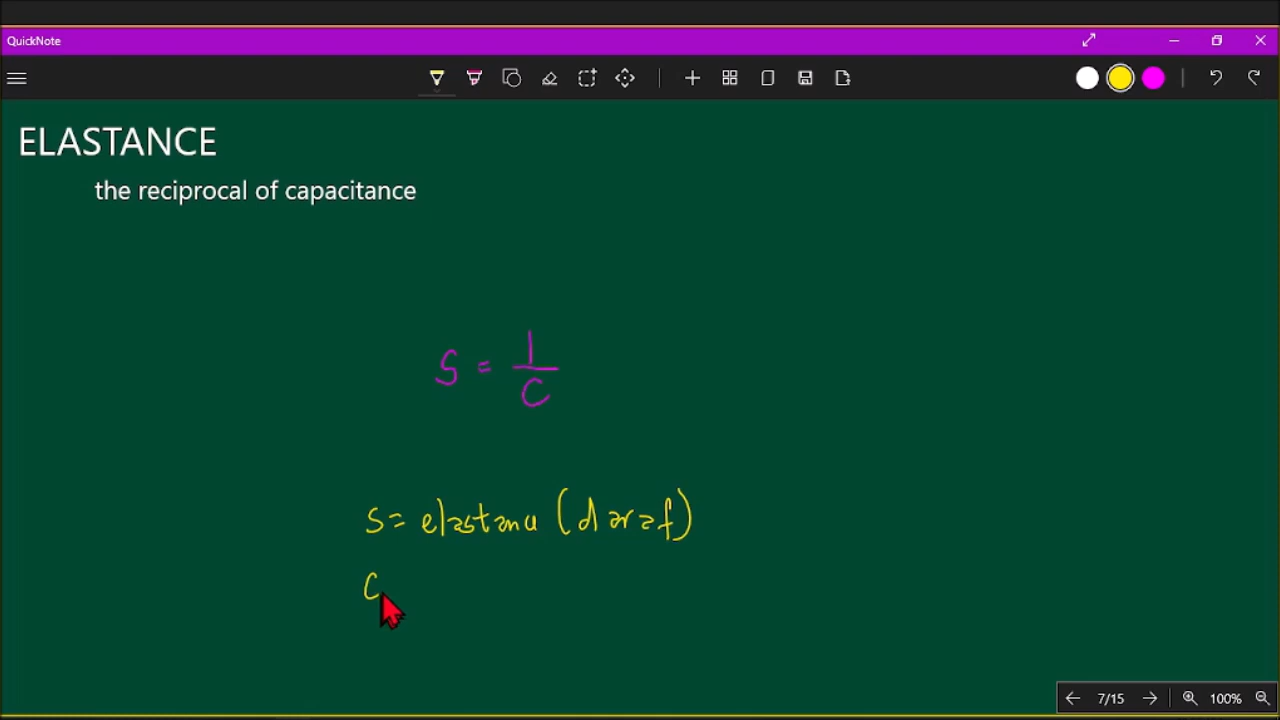 QuickNote
ELASTANCE
the reciprocal of capacitance
S = 1/C
S = elastance (daraf)
C
7/15
100%